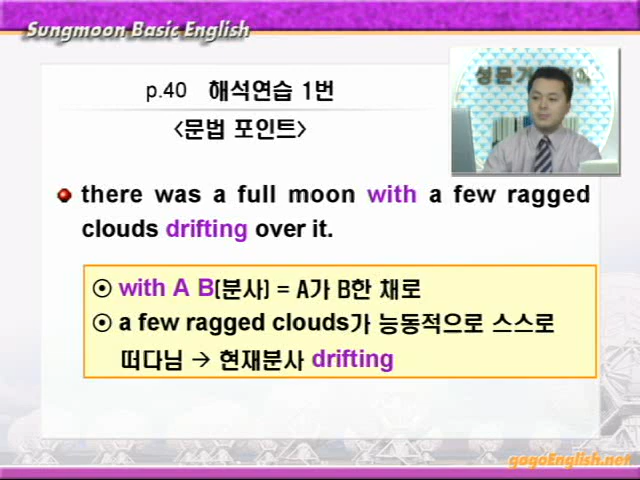 Sungmoon Basic English
p.40 해석연습 1번
<문법 포인트>
there was a full moon with a few ragged
clouds drifting over it.
⊙ with A B(분사) = A가 B한 채로
⊙ a few ragged clouds가 능동적으로 스스로
떠다님 → 현재분사 drifting
gogoEnglish.net